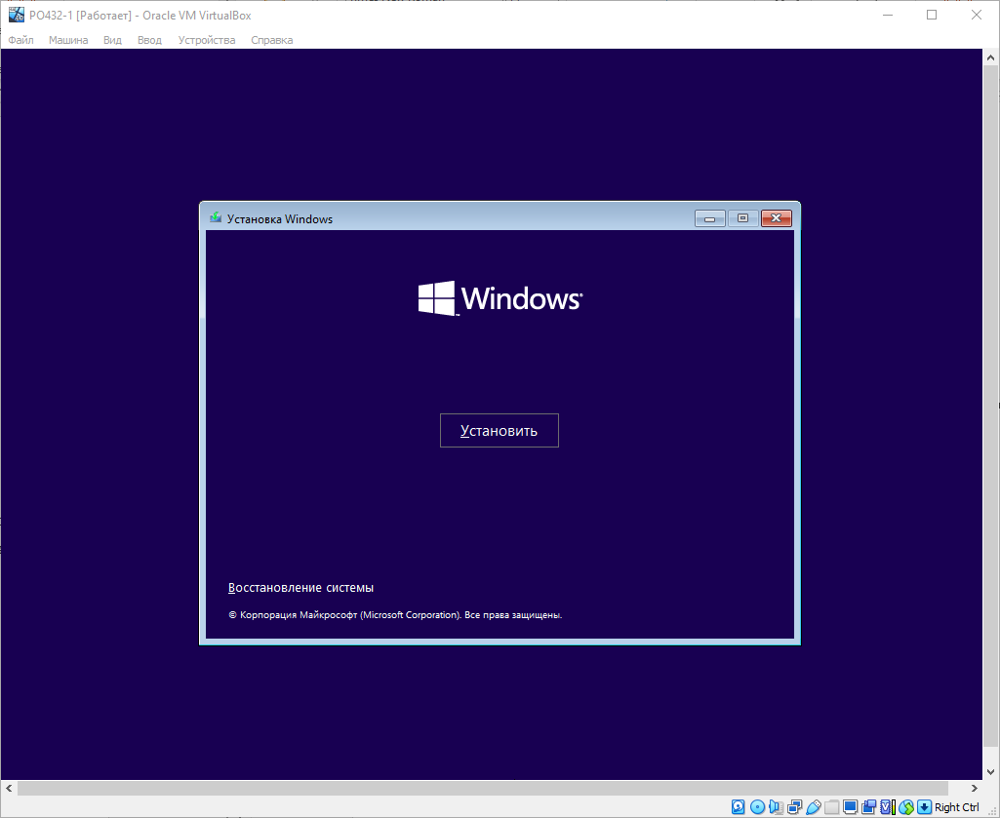 PO432-1 [Работает] - Oracle VM VirtualBox
Файл Машина Вид Ввод Устройства Справка
Установка Windows
Windows
Установить
Восстановление системы
© Корпорация Майкрософт (Microsoft Corporation). Все права защищены.
Right Ctrl